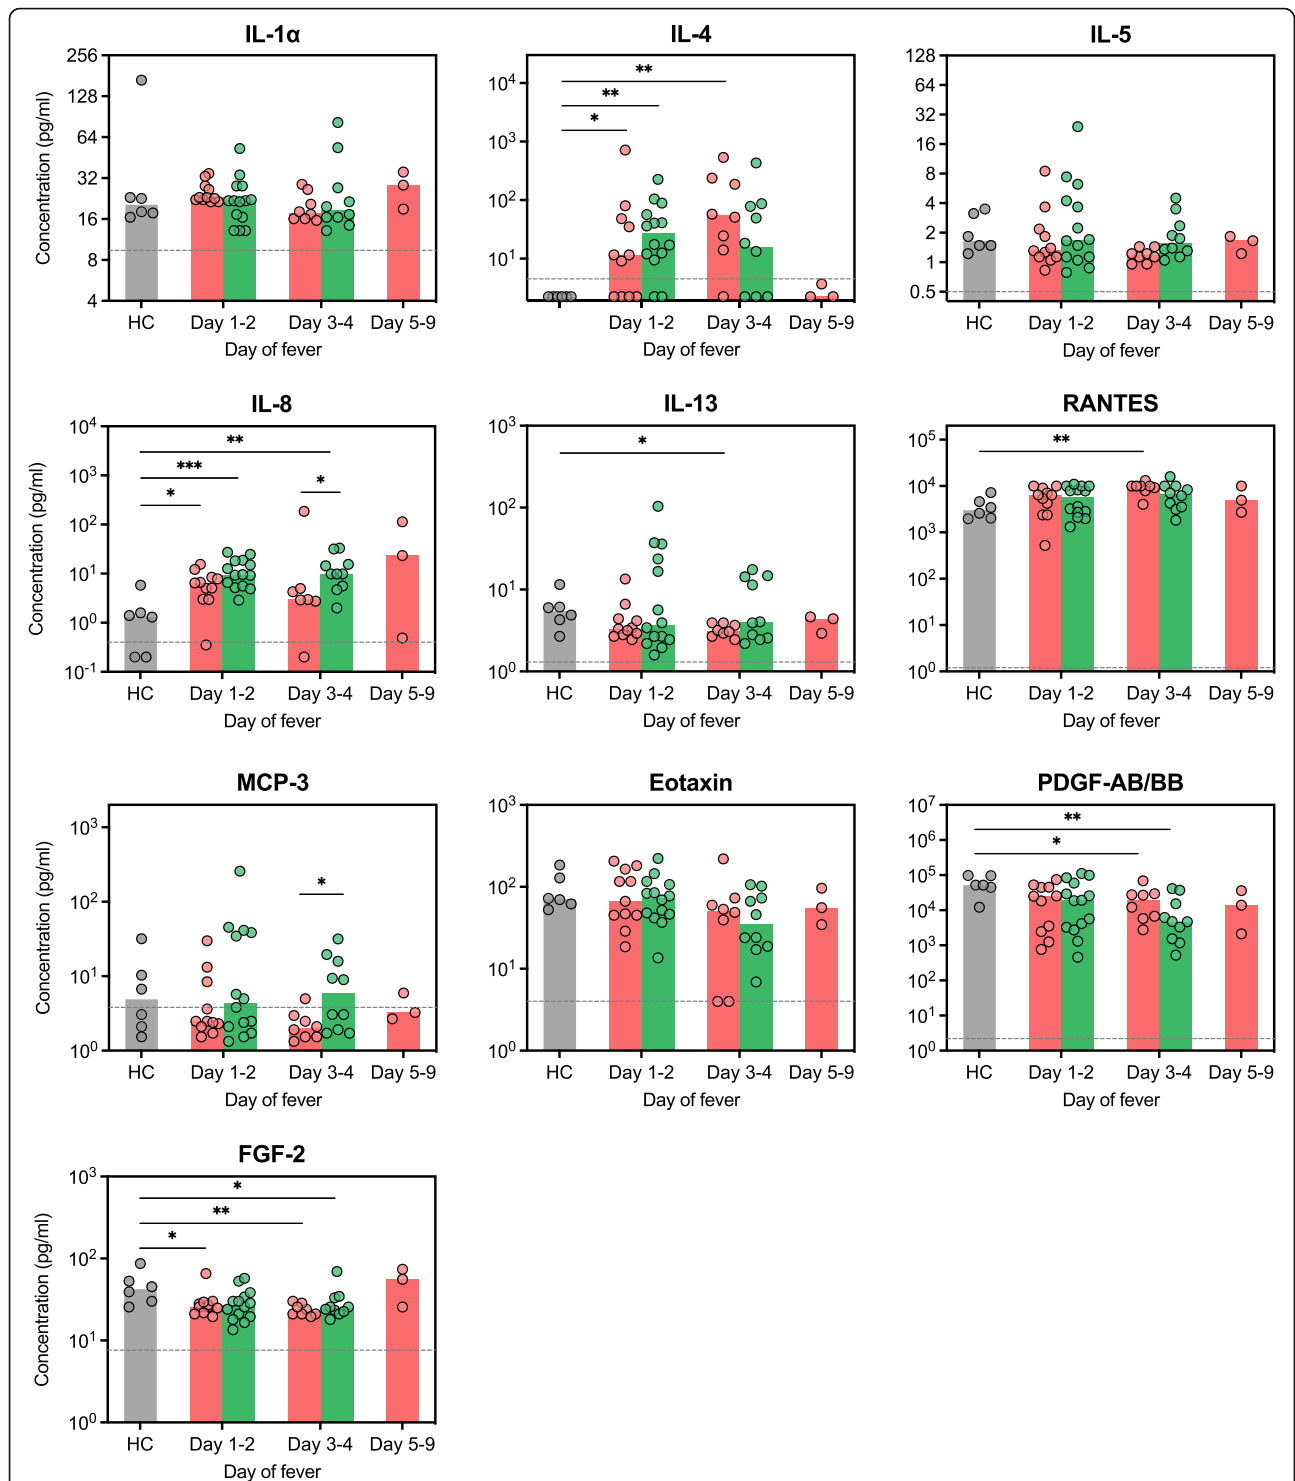 IL-1α
Concentration (pg/ml)
256
128
64
32
16
8
4
HC Day 1-2 Day 3-4 Day 5-9
Day of fever
IL-4
10⁴
10³
10²
10¹
**
**
*
HC Day 1-2 Day 3-4 Day 5-9
Day of fever
IL-5
128
64
32
16
8
4
2
1
0.5
HC Day 1-2 Day 3-4 Day 5-9
Day of fever
IL-8
Concentration (pg/ml)
10⁴
10³
10²
10¹
10⁰
10⁻¹
**
***
*
*
HC Day 1-2 Day 3-4 Day 5-9
Day of fever
IL-13
10³
10²
10¹
10⁰
*
HC Day 1-2 Day 3-4 Day 5-9
Day of fever
RANTES
10⁵
10⁴
10³
10²
10¹
10⁰
**
HC Day 1-2 Day 3-4 Day 5-9
Day of fever
MCP-3
Concentration (pg/ml)
10³
10²
10¹
10⁰
*
HC Day 1-2 Day 3-4 Day 5-9
Day of fever
Eotaxin
10³
10²
10¹
10⁰
HC Day 1-2 Day 3-4 Day 5-9
Day of fever
PDGF-AB/BB
10⁷
10⁶
10⁵
10⁴
10³
10²
10¹
10⁰
**
*
HC Day 1-2 Day 3-4 Day 5-9
Day of fever
FGF-2
Concentration (pg/ml)
10³
10²
10¹
10⁰
*
**
*
HC Day 1-2 Day 3-4 Day 5-9
Day of fever